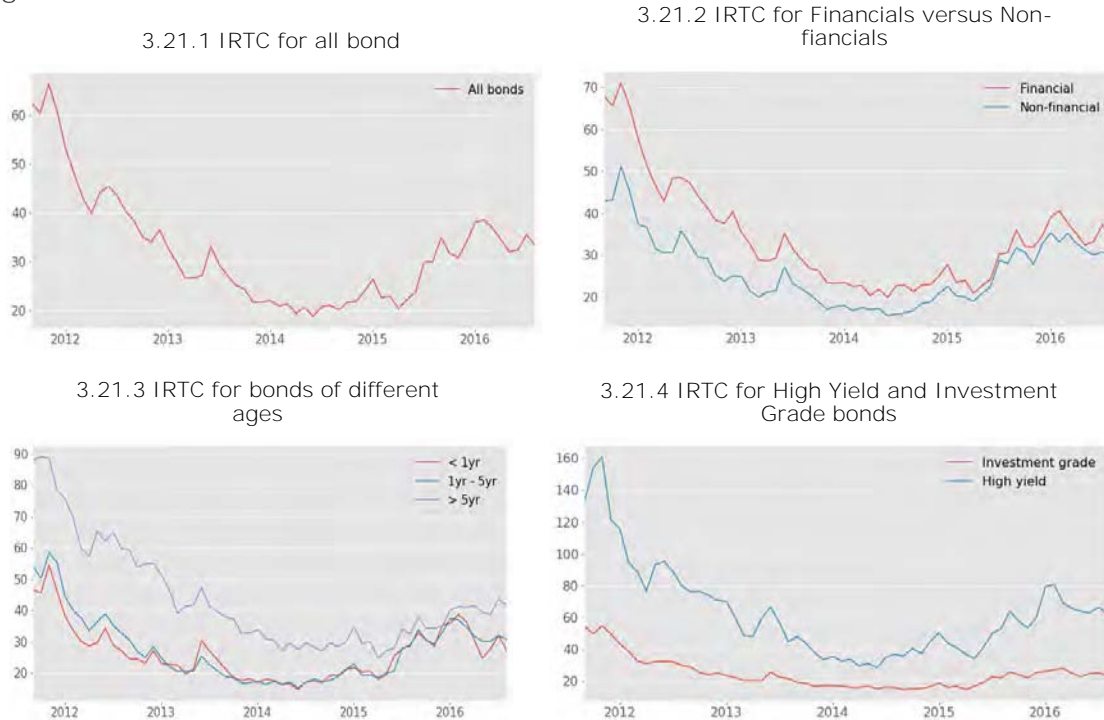 3.21.1 IRTC for all bond
All bonds
60
50
40
30
20
2012 2013 2014 2015 2016
3.21.2 IRTC for Financials versus Non-
fiancials
Financial
Non-financial
70
60
50
40
30
20
2012 2013 2014 2015 2016
3.21.3 IRTC for bonds of different
ages
< 1yr
1yr - 5yr
> 5yr
90
80
70
60
50
40
30
20
2012 2013 2014 2015 2016
3.21.4 IRTC for High Yield and Investment
Grade bonds
Investment grade
High yield
160
140
120
100
80
60
40
20
2012 2013 2014 2015 2016